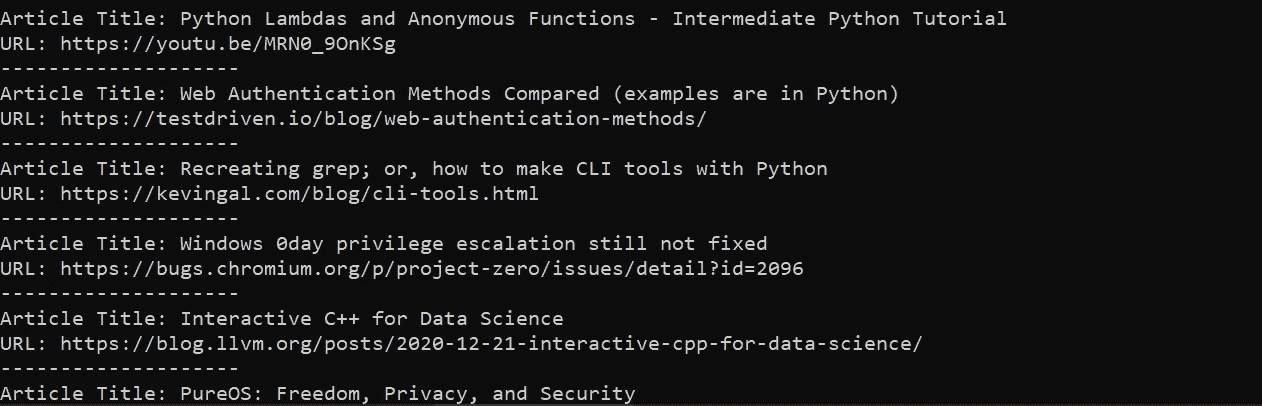 Article Title: Python Lambdas and Anonymous Functions - Intermediate Python Tutorial
URL: https://youtu.be/MRN0_9OnKSg
--------------------
Article Title: Web Authentication Methods Compared (examples are in Python)
URL: https://testdriven.io/blog/web-authentication-methods/
--------------------
Article Title: Recreating grep; or, how to make CLI tools with Python
URL: https://kevingal.com/blog/cli-tools.html
--------------------
Article Title: Windows 0day privilege escalation still not fixed
URL: https://bugs.chromium.org/p/project-zero/issues/detail?id=2096
--------------------
Article Title: Interactive C++ for Data Science
URL: https://blog.llvm.org/posts/2020-12-21-interactive-cpp-for-data-science/
--------------------
Article Title: PureOS: Freedom, Privacy, and Security